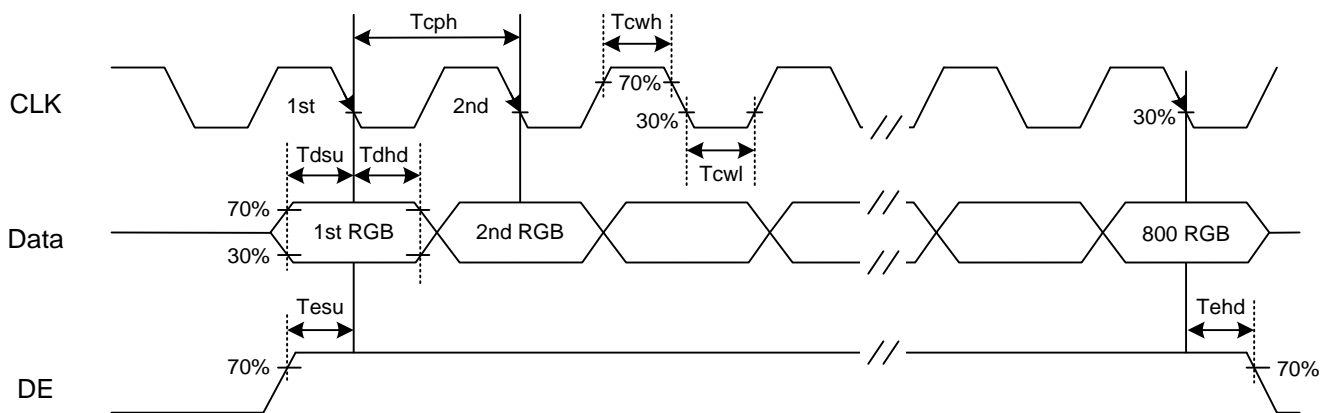 Tcph
Tcwh
CLK
1st
2nd
70%
30%
30%
Tcwl
Tdsu
Tdhd
70%
Data
1st RGB
2nd RGB
800 RGB
30%
Tesu
Tehd
70%
70%
DE